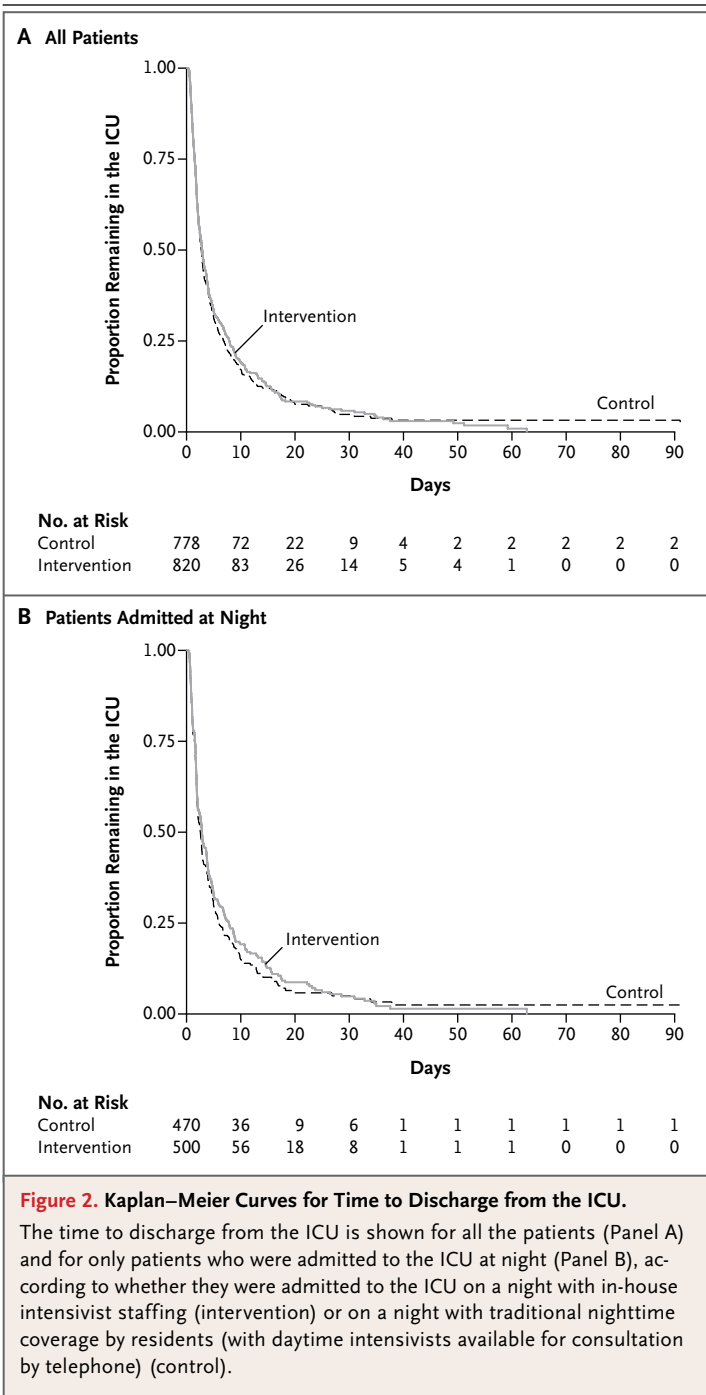 A All Patients
1.00
0.75
0.50
0.25
0.00
Proportion Remaining in the ICU
Intervention
Control
0 10 20 30 40 50 60 70 80 90
Days
No. at Risk
Control 778 72 22 9 4 2 2 2 2 2
Intervention 820 83 26 14 5 4 1 0 0 0
B Patients Admitted at Night
1.00
0.75
0.50
0.25
0.00
Proportion Remaining in the ICU
Intervention
Control
0 10 20 30 40 50 60 70 80 90
Days
No. at Risk
Control 470 36 9 6 1 1 1 1 1 1
Intervention 500 56 18 8 1 1 1 0 0 0
Figure 2. Kaplan–Meier Curves for Time to Discharge from the ICU.
The time to discharge from the ICU is shown for all the patients (Panel A)
and for only patients who were admitted to the ICU at night (Panel B), ac-
cording to whether they were admitted to the ICU on a night with in-house
intensivist staffing (intervention) or on a night with traditional nighttime
coverage by residents (with daytime intensivists available for consultation
by telephone) (control).